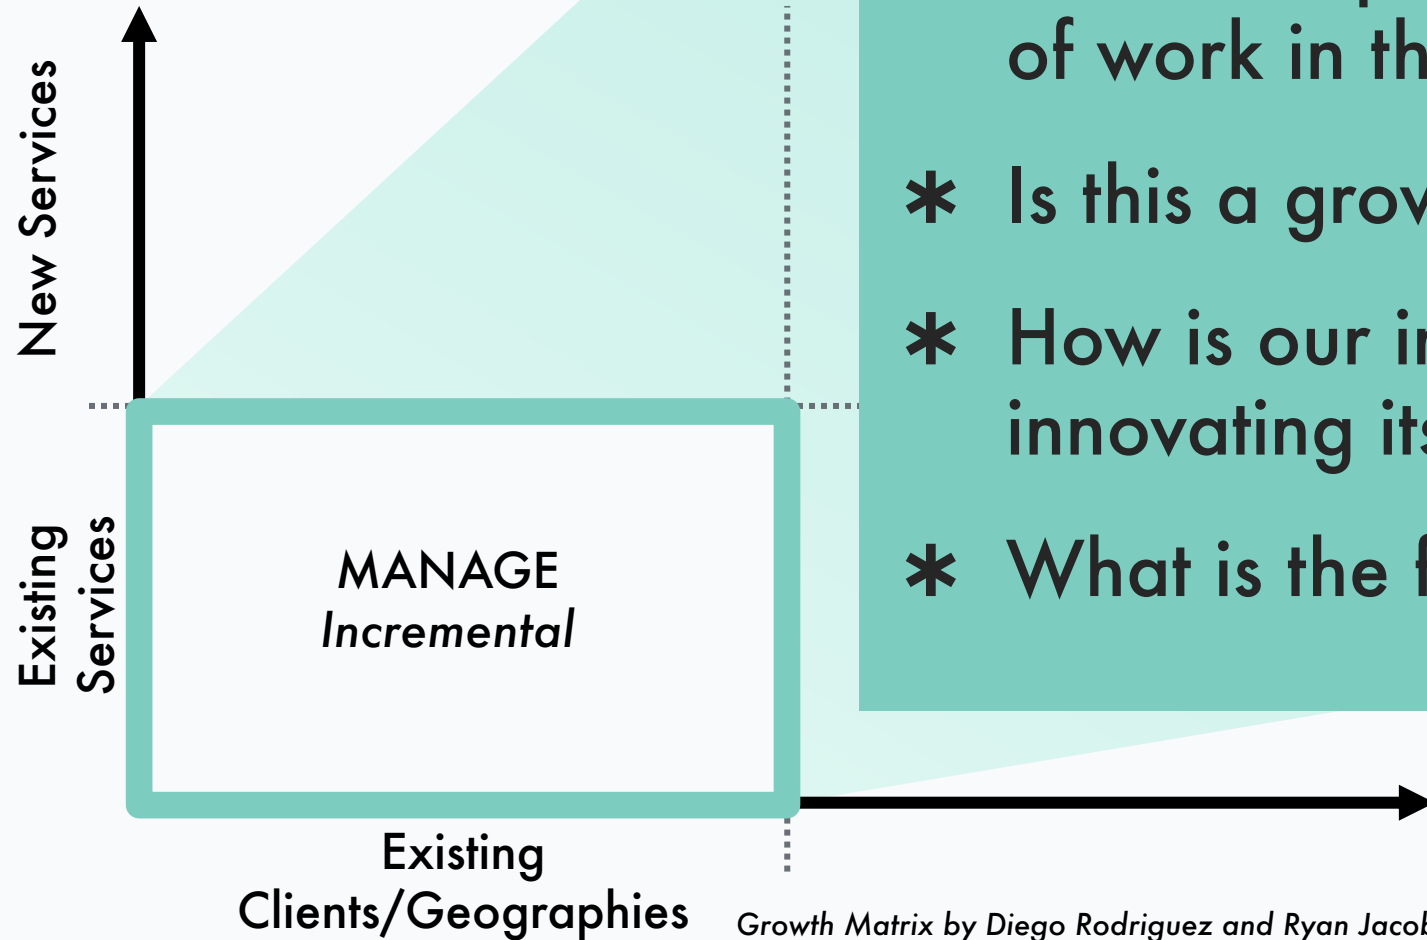 New Services
Existing
Services
MANAGE
Incremental
Existing
Clients/Geographies
of work in th
* Is this a grov
* How is our in
innovating its
* What is the f
Growth Matrix by Diego Rodriguez and Ryan Jacob